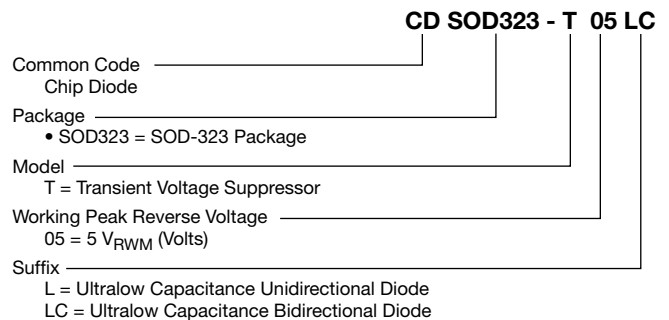 CD SOD323 - T 05 LC
Common Code
Chip Diode
Package
• SOD323 = SOD-323 Package
Model
T = Transient Voltage Suppressor
Working Peak Reverse Voltage
05 = 5 VRWM (Volts)
Suffix
L = Ultralow Capacitance Unidirectional Diode
LC = Ultralow Capacitance Bidirectional Diode